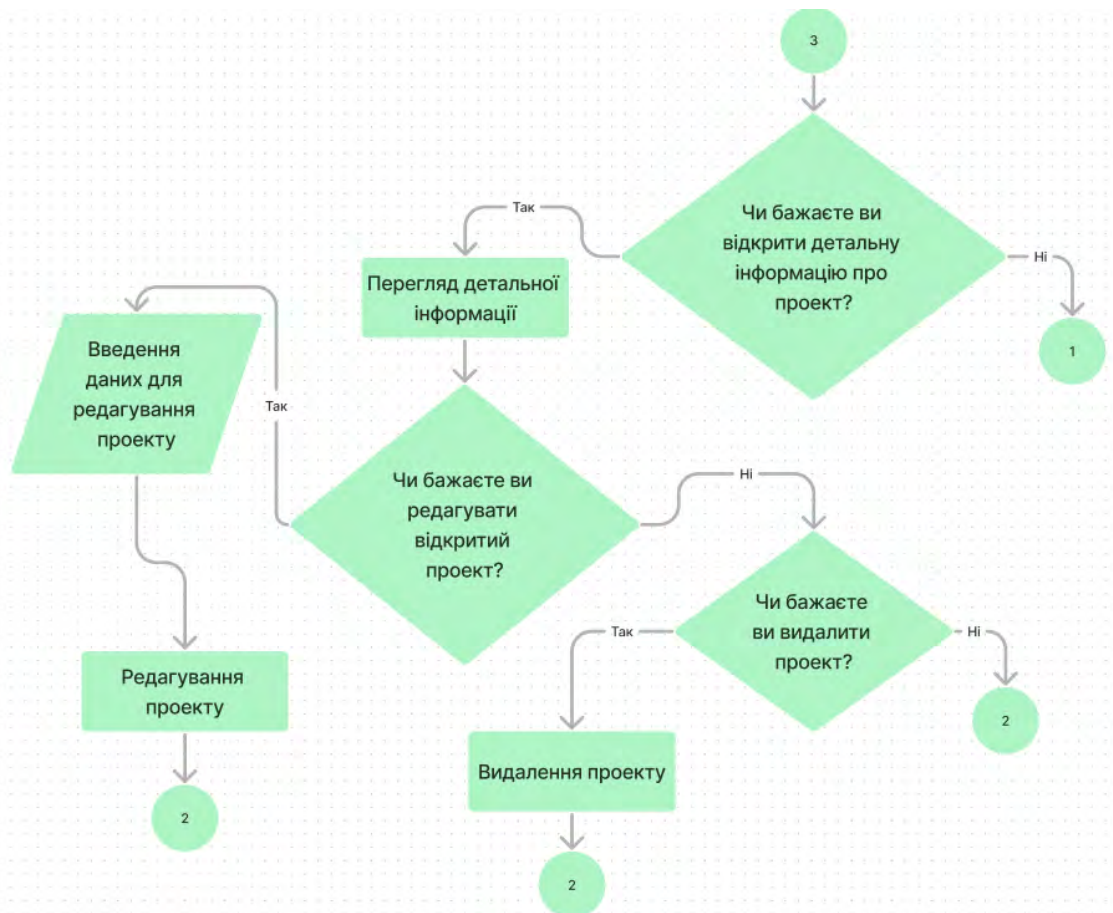 3
Чи бажаєте ви
відкрити детальну
інформацію про
проект?
Так
Ні
1
Перегляд детальної
інформації
Чи бажаєте ви
редагувати
відкритий
проект?
Так
Введення
даних для
редагування
проекту
Редагування
проекту
2
Ні
Чи бажаєте
ви видалити
проект?
Так
Видалення проекту
2
Ні
2